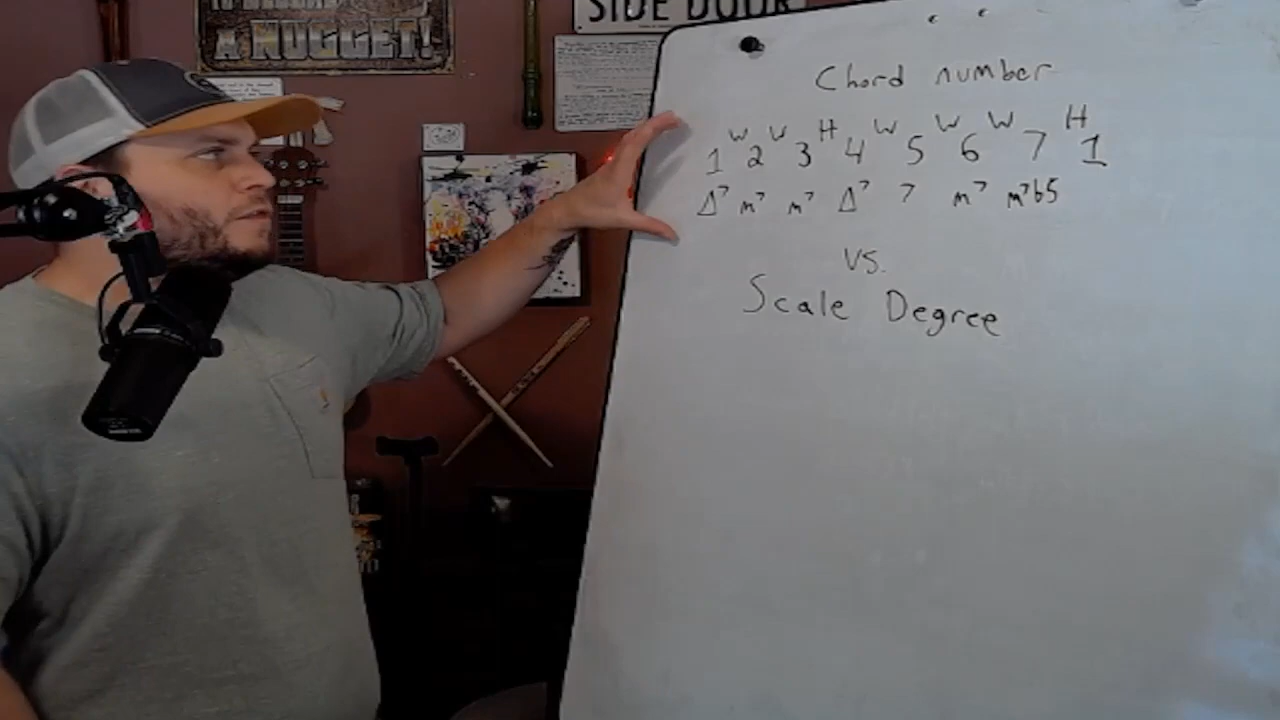 A NUGGET!
SIDE DOOR
Chord number
W W H W W W H
1 2 3 4 5 6 7 1
Δ7 m7 m7 Δ7 7 m7 m7b5
VS.
Scale Degree